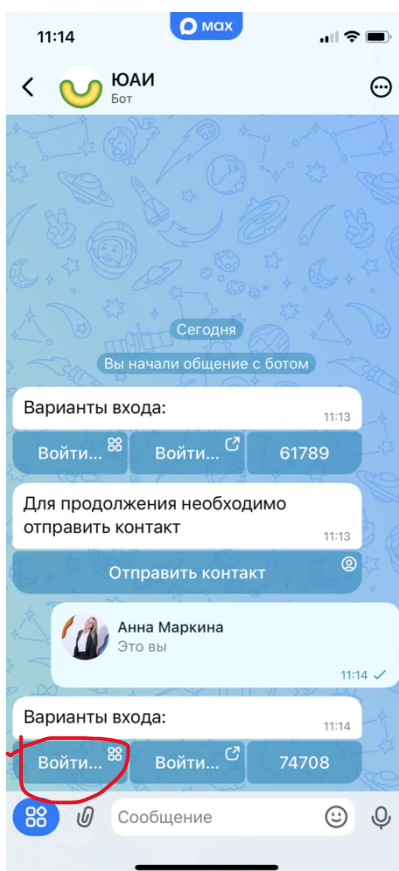 11:14
max
ЮАИ
Бот
Сегодня
Вы начали общение с ботом
Варианты входа:
11:13
Войти... Войти... 61789
Для продолжения необходимо
отправить контакт
11:13
Отправить контакт
Анна Маркина
Это вы
11:14
Варианты входа:
11:14
Войти... Войти... 74708
Сообщение